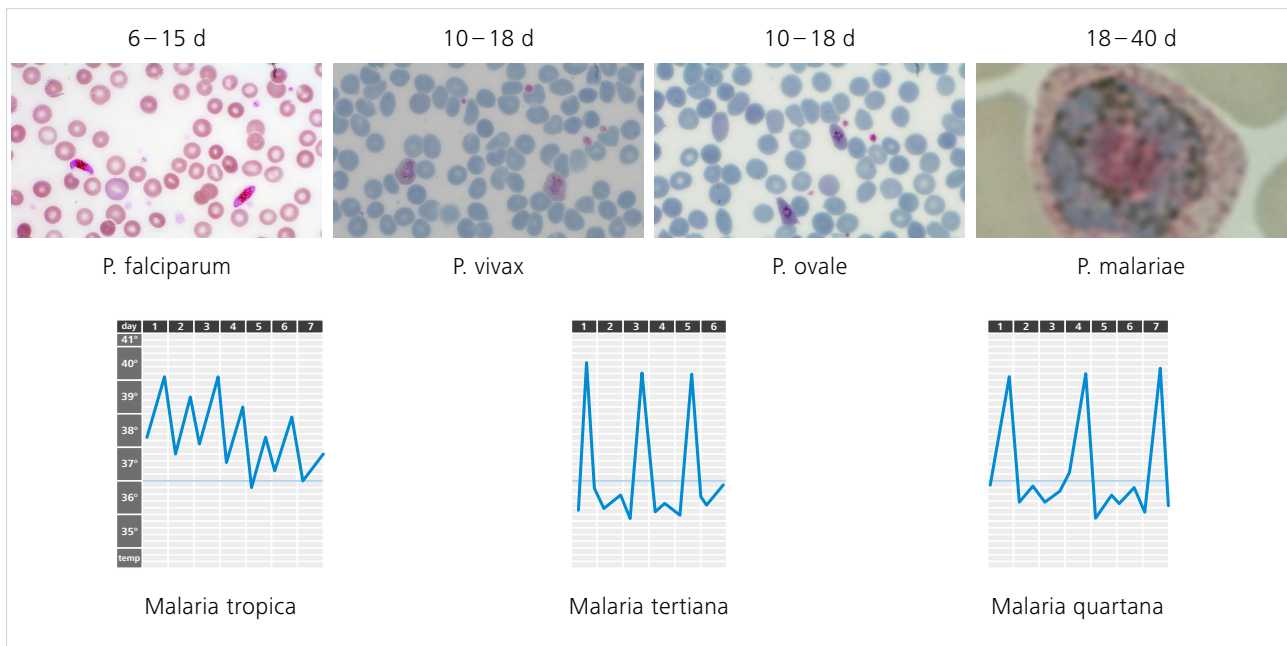 6–15 d
10–18 d
10–18 d
18–40 d
P. falciparum
P. vivax
P. ovale
P. malariae
day 1 2 3 4 5 6 7
41°
40°
39°
38°
37°
36°
35°
temp
1 2 3 4 5 6
1 2 3 4 5 6 7
Malaria tropica
Malaria tertiana
Malaria quartana